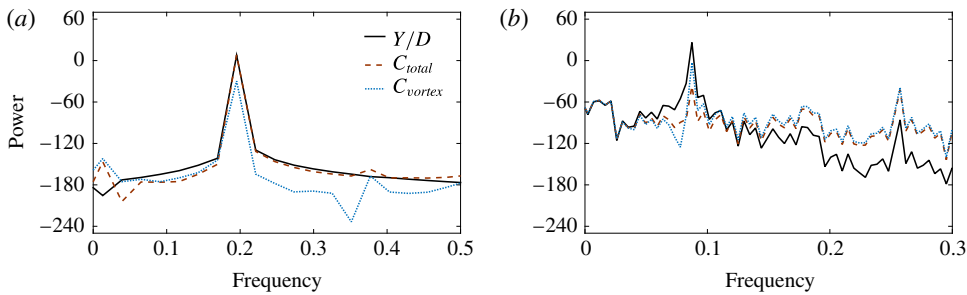 (a)
60
0
−60
−120
−180
−240
Power
0 0.1 0.2 0.3 0.4 0.5
Frequency
Y/D
C_total
C_vortex
(b)
60
0
−60
−120
−180
−240
0 0.1 0.2 0.3
Frequency